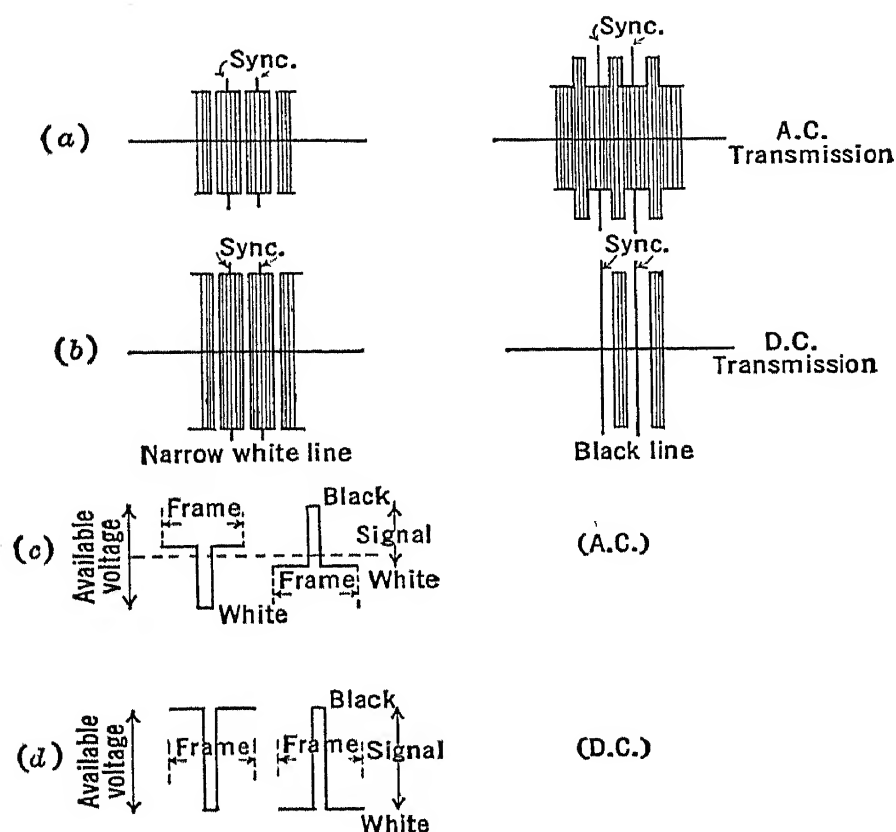 Sync.
Sync.
(a)
A.C.
Transmission
Sync.
Sync.
(b)
D.C.
Transmission
Narrow white line
Black line
(c)
Available
voltage
Frame
Black
Signal
White
Frame
White
(A.C.)
(d)
Available
voltage
Frame
Frame
Black
Signal
White
(D.C.)